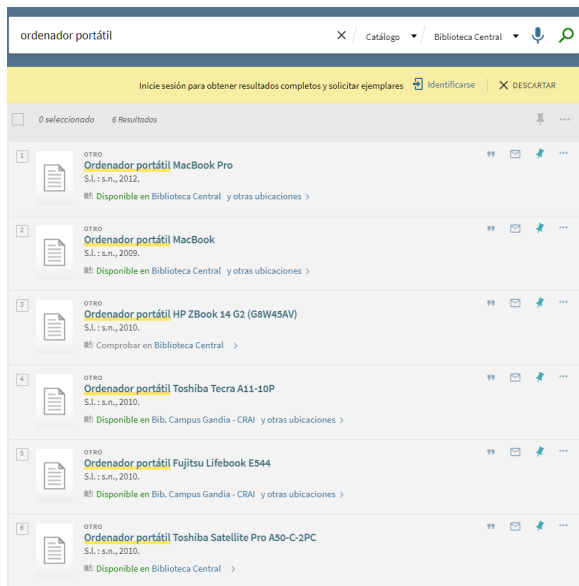 ordenador portátil Catálogo Biblioteca Central
Inicie sesión para obtener resultados completos y solicitar ejemplares Identificarse DESCARTAR
0 seleccionado 6 Resultados
1
OTRO
Ordenador portátil MacBook Pro
S.l. : s.n., 2012.
Disponible en Biblioteca Central y otras ubicaciones
2
OTRO
Ordenador portátil MacBook
S.l. : s.n., 2009.
Disponible en Biblioteca Central y otras ubicaciones
3
OTRO
Ordenador portátil HP ZBook 14 G2 (G8W45AV)
S.l. : s.n., 2010.
Comprobar en Biblioteca Central
4
OTRO
Ordenador portátil Toshiba Tecra A11-10P
S.l. : s.n., 2010.
Disponible en Bib. Campus Gandia - CRAI y otras ubicaciones
5
OTRO
Ordenador portátil Fujitsu Lifebook E544
S.l. : s.n., 2010.
Disponible en Bib. Campus Gandia - CRAI y otras ubicaciones
6
OTRO
Ordenador portátil Toshiba Satellite Pro A50-C-2PC
S.l. : s.n., 2010.
Disponible en Biblioteca Central